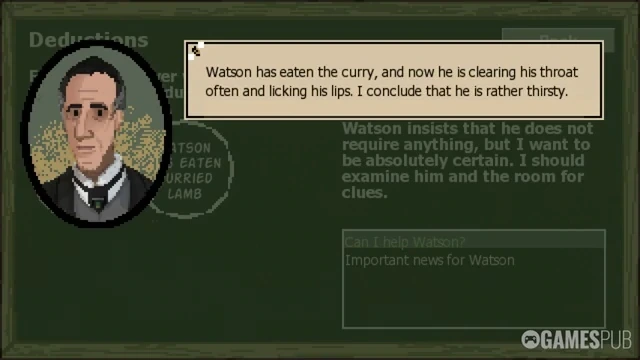 Deductions
Watson has eaten the curry, and now he is clearing his throat
often and licking his lips. I conclude that he is rather thirsty.
EATEN
LAMB
Watson insists that he does not
require anything, but I want to
be absolutely certain. I should
examine him and the room for
clues.
Can I help Watson?
Important news for Watson
GAMESPUB